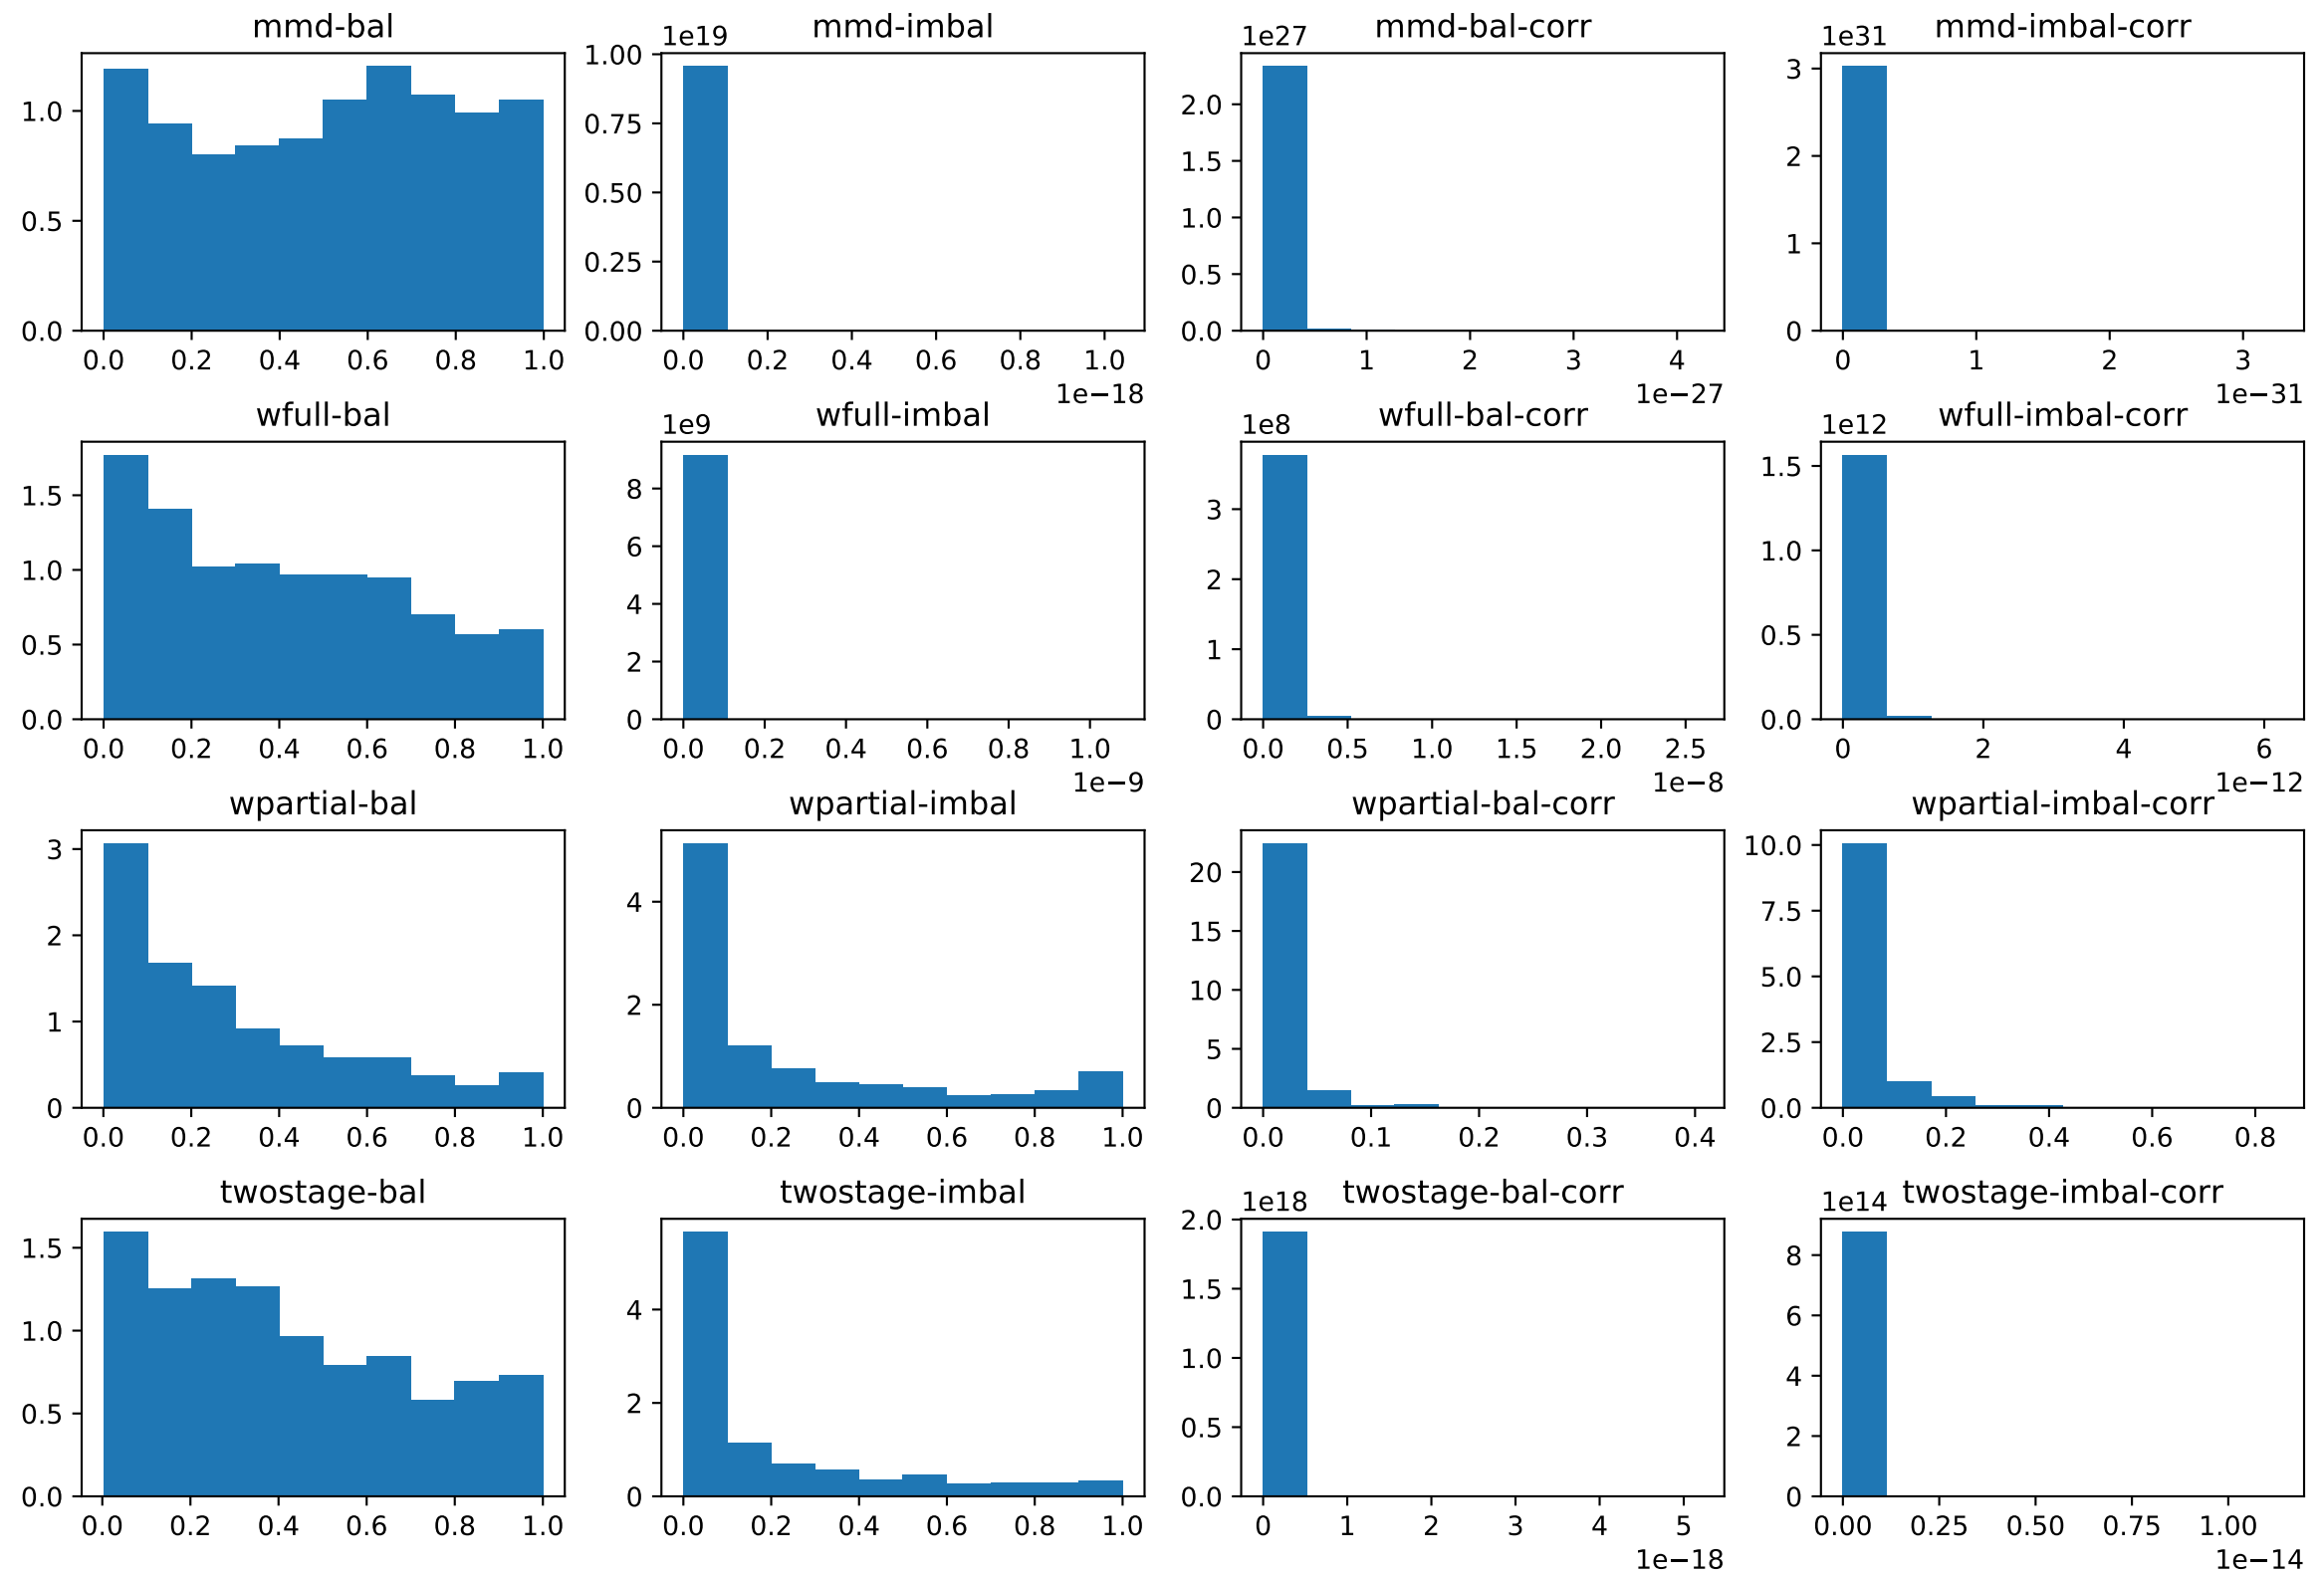 mmd-bal
0.0
0.5
1.0
0.0 0.2 0.4 0.6 0.8 1.0
mmd-imbal
1e19
0.00
0.25
0.50
0.75
1.00
0.0 0.2 0.4 0.6 0.8 1.0
1e−18
mmd-bal-corr
1e27
0.0
0.5
1.0
1.5
2.0
0 1 2 3 4
1e−27
mmd-imbal-corr
1e31
0
1
2
3
0 1 2 3
1e−31
wfull-bal
0.0
0.5
1.0
1.5
0.0 0.2 0.4 0.6 0.8 1.0
wfull-imbal
1e9
0
2
4
6
8
0.0 0.2 0.4 0.6 0.8 1.0
1e−9
wfull-bal-corr
1e8
0
1
2
3
0.0 0.5 1.0 1.5 2.0 2.5
1e−8
wfull-imbal-corr
1e12
0.0
0.5
1.0
1.5
0 2 4 6
1e−12
wpartial-bal
0
1
2
3
0.0 0.2 0.4 0.6 0.8 1.0
wpartial-imbal
0
2
4
0.0 0.2 0.4 0.6 0.8 1.0
wpartial-bal-corr
0
5
10
15
20
0.0 0.1 0.2 0.3 0.4
wpartial-imbal-corr
0.0
2.5
5.0
7.5
10.0
0.0 0.2 0.4 0.6 0.8
twostage-bal
0.0
0.5
1.0
1.5
0.0 0.2 0.4 0.6 0.8 1.0
twostage-imbal
0
2
4
0.0 0.2 0.4 0.6 0.8 1.0
twostage-bal-corr
1e18
0.0
0.5
1.0
1.5
2.0
0 1 2 3 4 5
1e−18
twostage-imbal-corr
1e14
0
2
4
6
8
0.00 0.25 0.50 0.75 1.00
1e−14